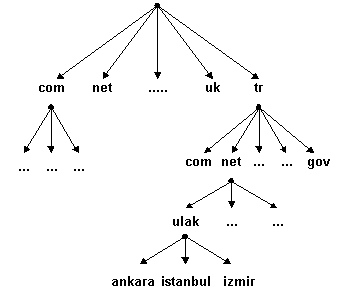 com net ..... uk tr
... ... ...
com net ... ... gov
ulak ... ...
ankara istanbul izmir